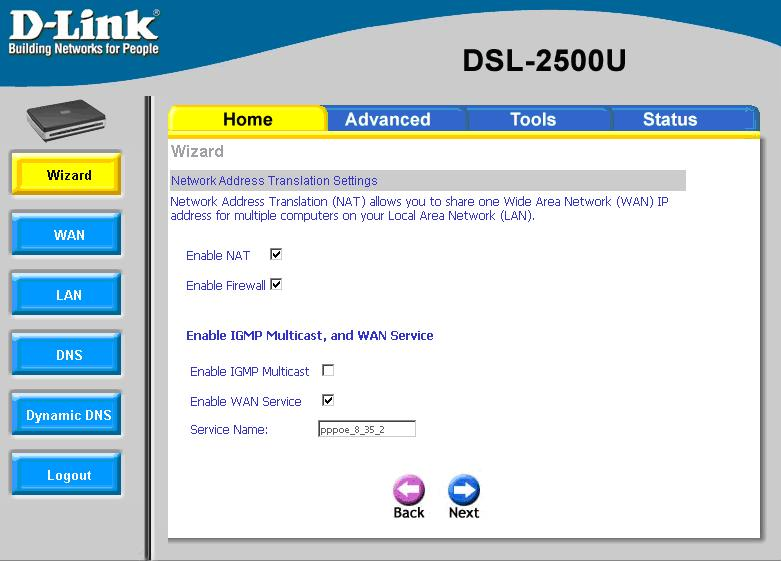 D-Link®
Building Networks for People
DSL-2500U
Home
Advanced
Tools
Status
Wizard
WAN
LAN
DNS
Dynamic DNS
Logout
Wizard
Network Address Translation Settings
Network Address Translation (NAT) allows you to share one Wide Area Network (WAN) IP
address for multiple computers on your Local Area Network (LAN).
Enable NAT
Enable Firewall
Enable IGMP Multicast, and WAN Service
Enable IGMP Multicast
Enable WAN Service
Service Name: pppoe_8_35_2
Back
Next